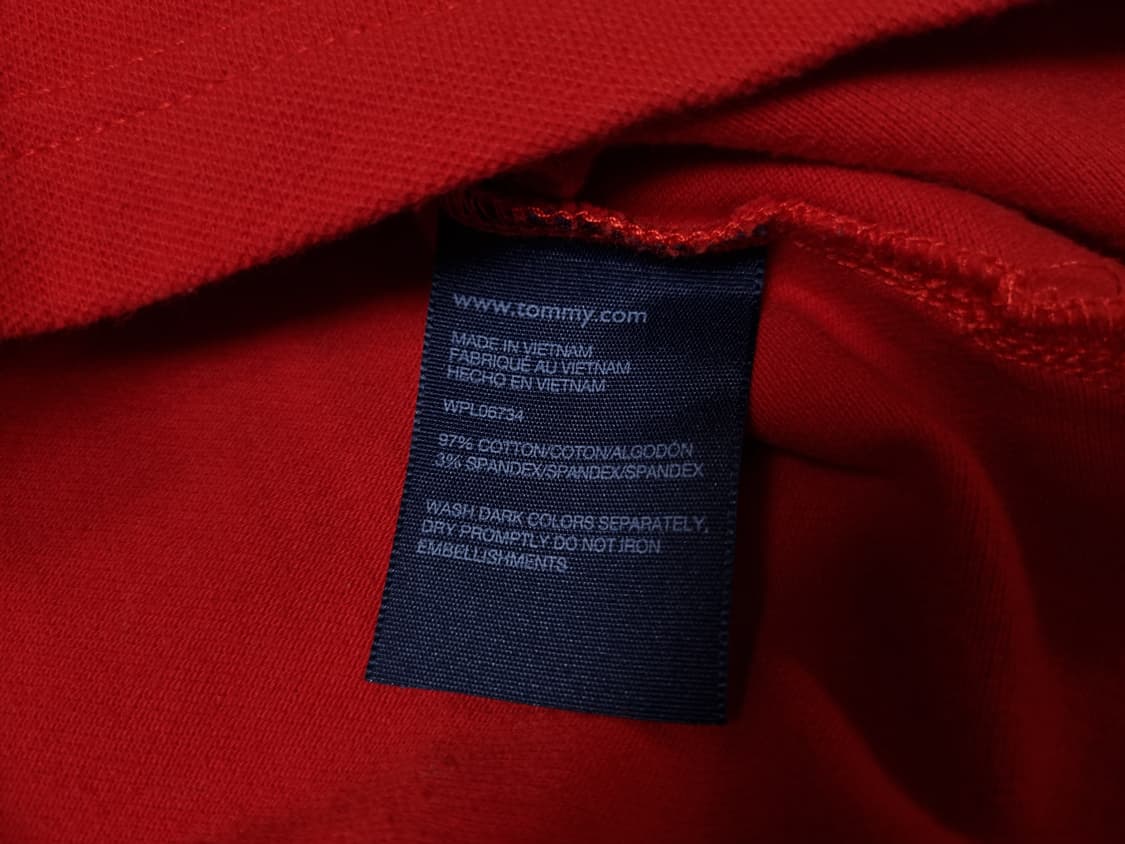 www.tommy.com
MADE IN VIETNAM
FABRIQUÉ AU VIETNAM
HECHO EN VIETNAM
WPL06734
97% COTTON/COTON/ALGODÓN
3% SPANDEX/SPANDEX/SPANDEX
WASH DARK COLORS SEPARATELY,
DRY PROMPTLY.DO NOT IRON
EMBELLISHMENTS